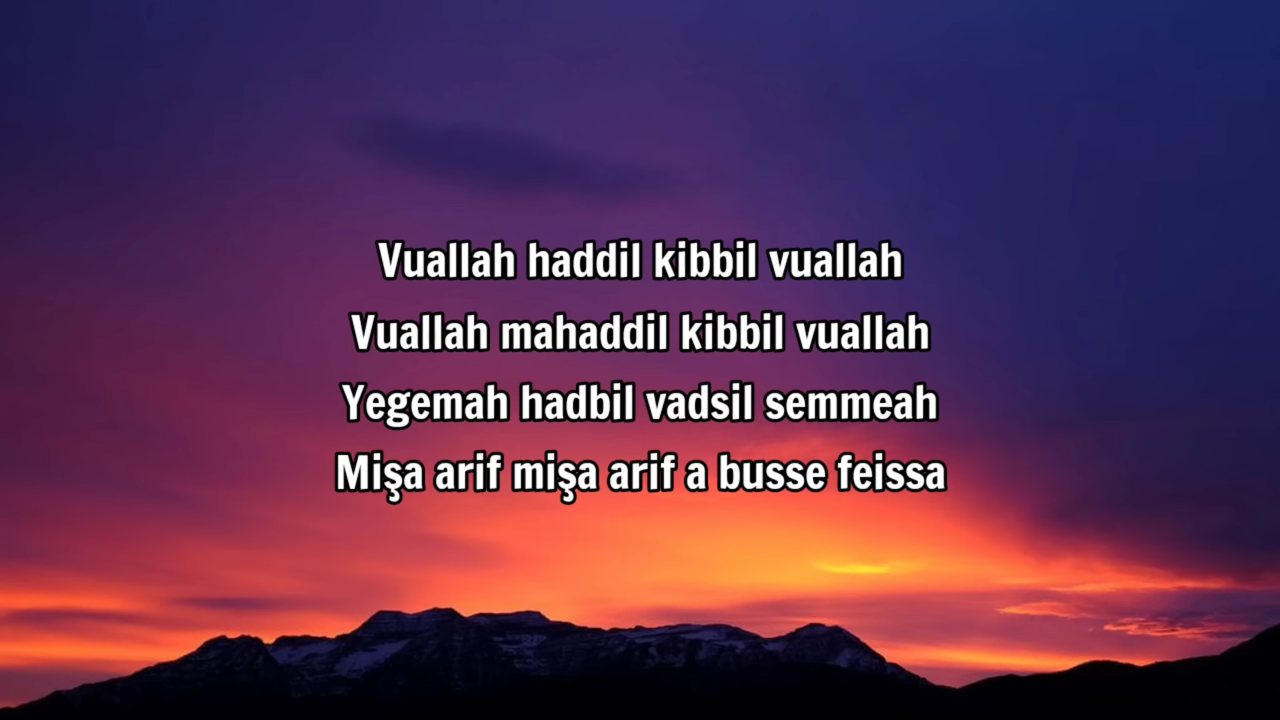 Vuallah haddil kibbil vuallah
Vuallah mahaddil kibbil vuallah
Yegemah hadbil vadsil semmeah
Mişa arif mişa arif a busse feissa